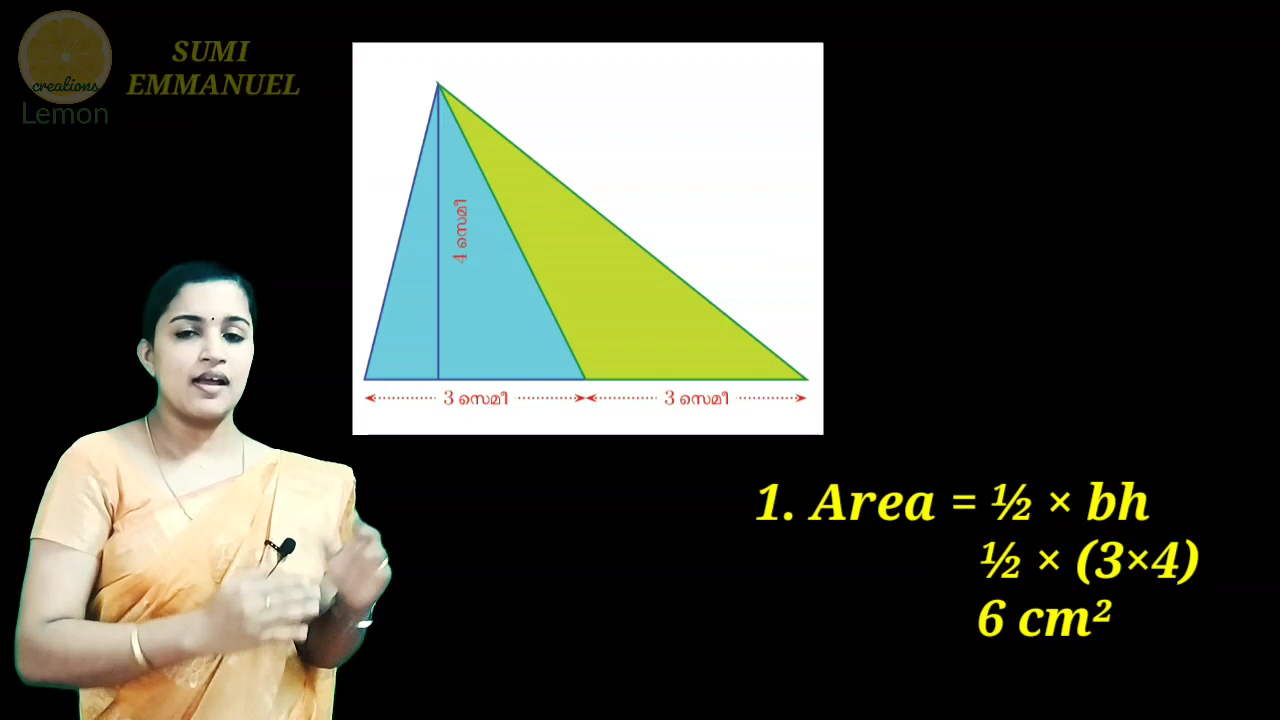 creations
Lemon
SUMI
EMMANUEL
4 സെമീ
3 സെമീ
3 സെമീ
1. Area = ½ × bh
½ × (3×4)
6 cm²